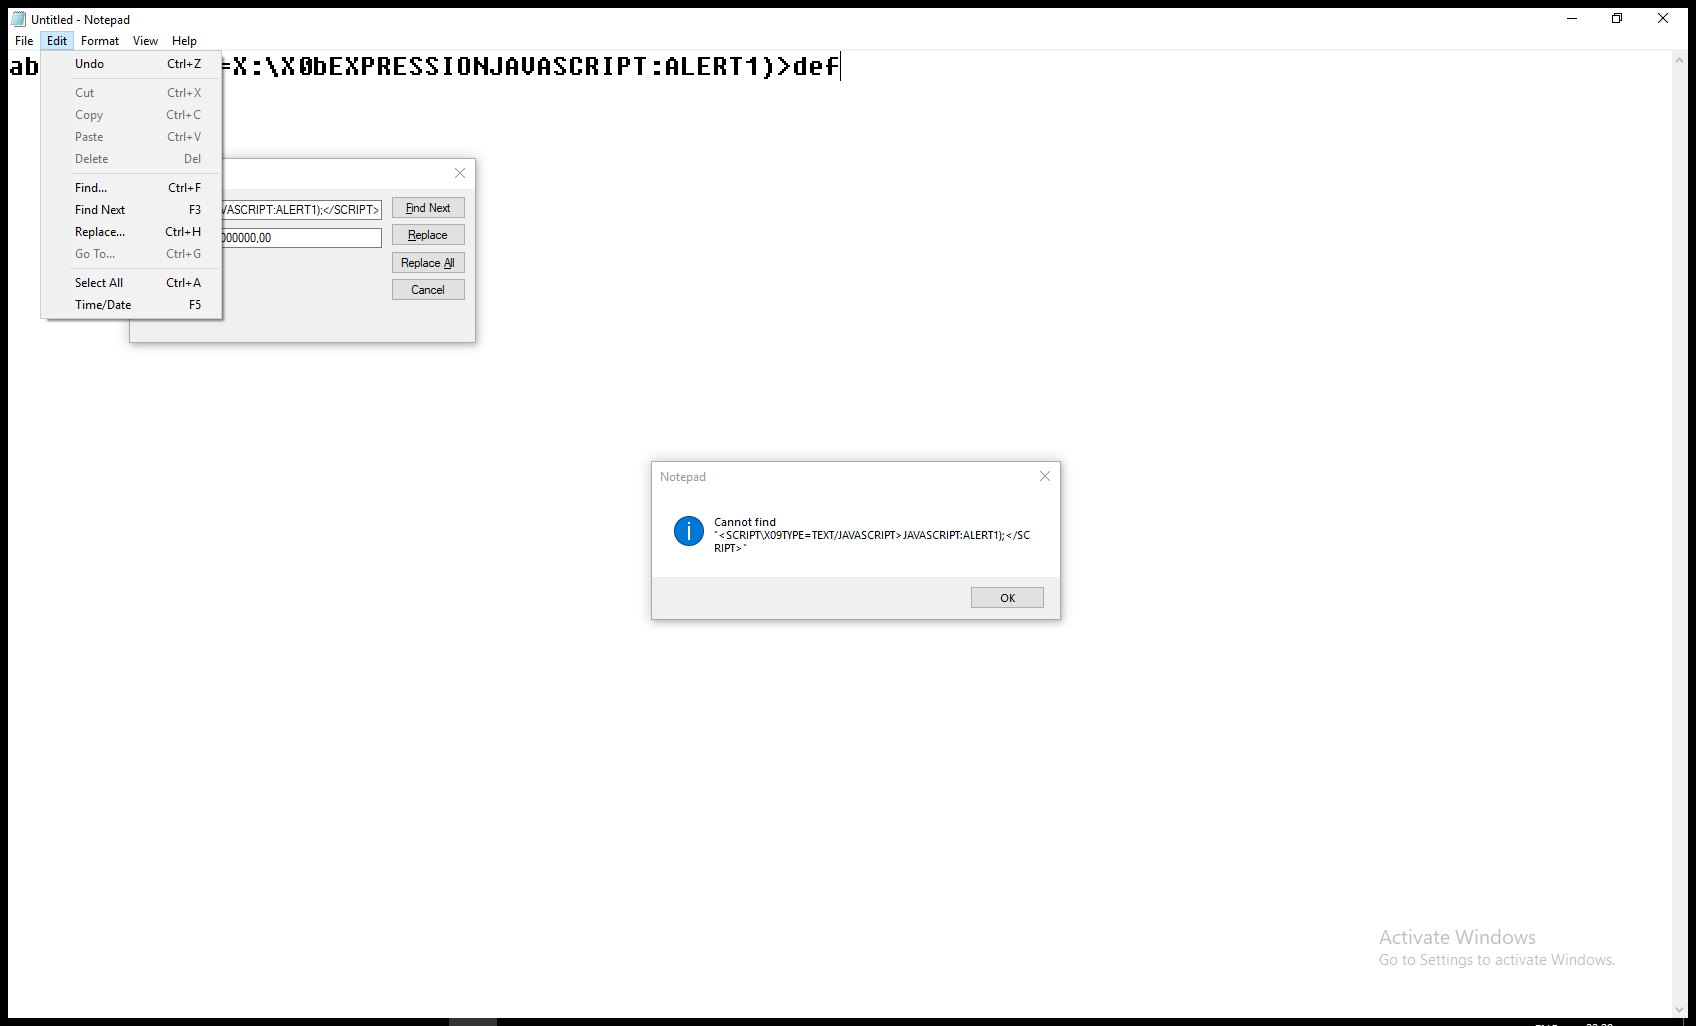 Untitled - Notepad
File Edit Format View Help
ab =X:\X0bEXPRESSIONJAVASCRIPT:ALERT1)>def
Undo Ctrl+Z
Cut Ctrl+X
Copy Ctrl+C
Paste Ctrl+V
Delete Del
Find... Ctrl+F
Find Next F3
Replace... Ctrl+H
Go To... Ctrl+G
Select All Ctrl+A
Time/Date F5
VASCRIPT:ALERT1);</SCRIPT> Find Next
000000.00 Replace
Replace All
Cancel
Notepad
Cannot find
"<SCRIPT\X09TYPE=TEXT/JAVASCRIPT>JAVASCRIPT:ALERT1);</SC
RIPT>"
OK
Activate Windows
Go to Settings to activate Windows.